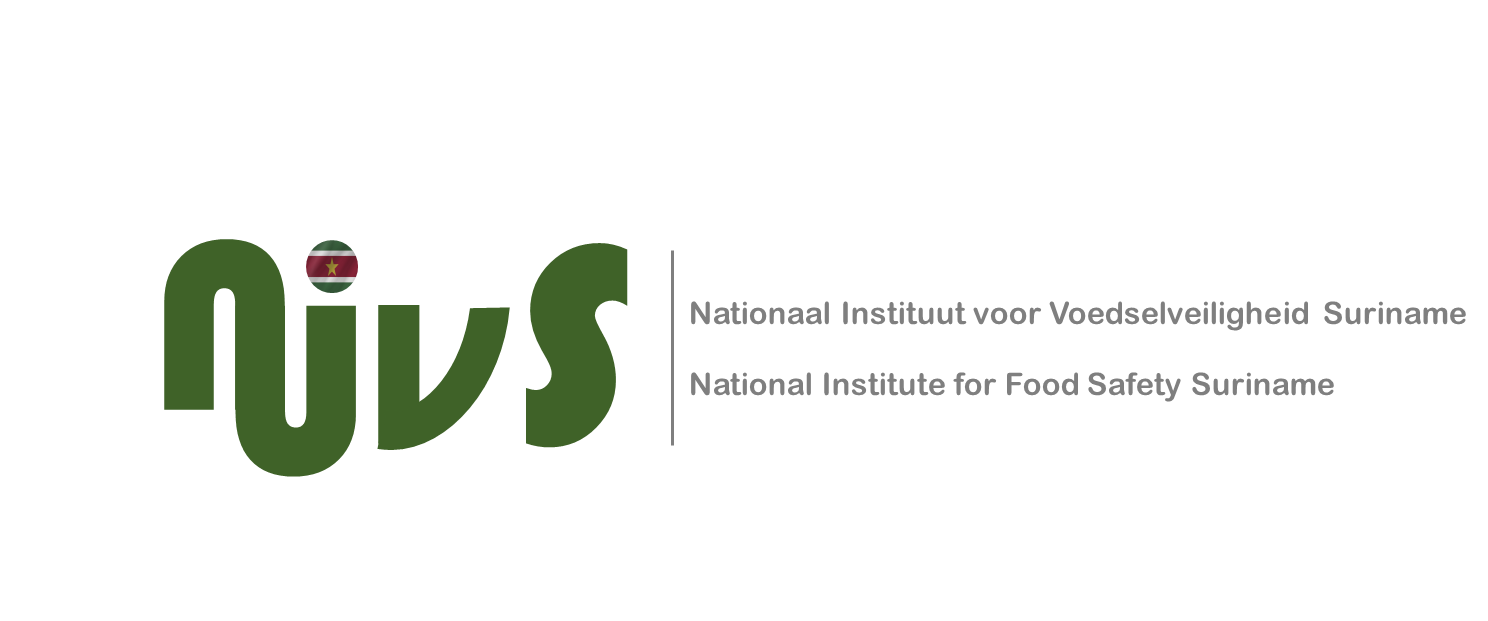 NIVS
Nationaal Instituut voor Voedselveiligheid Suriname
National Institute for Food Safety Suriname